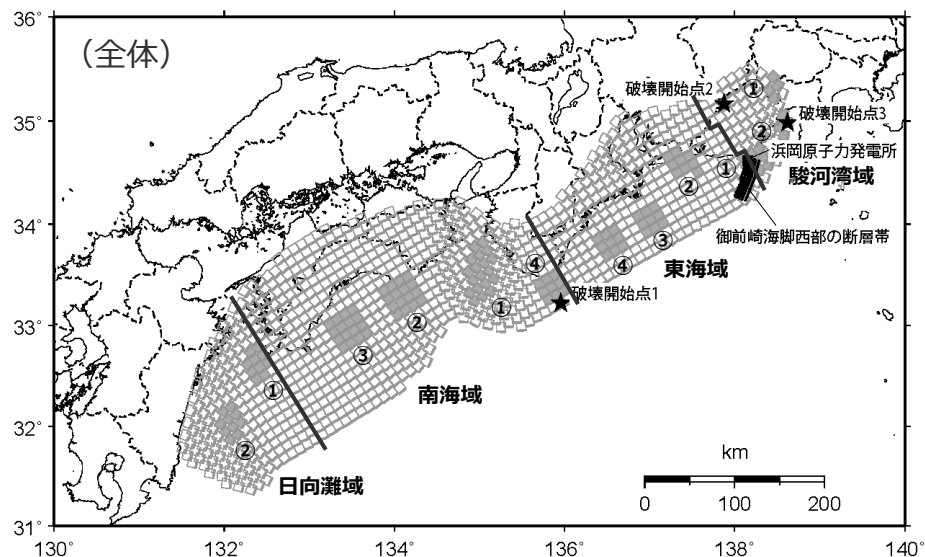 36°
（全体）
破壊開始点2
①
35°
②
破壊開始点3
浜岡原子力発電所
①
駿河湾域
②
34°
御前崎海脚西部の断層帯
③
④
④
東海域
破壊開始点1
①
②
33°
③
①
南海域
32°
②
日向灘域
km
0 100 200
31°
130° 132° 134° 136° 138° 140°